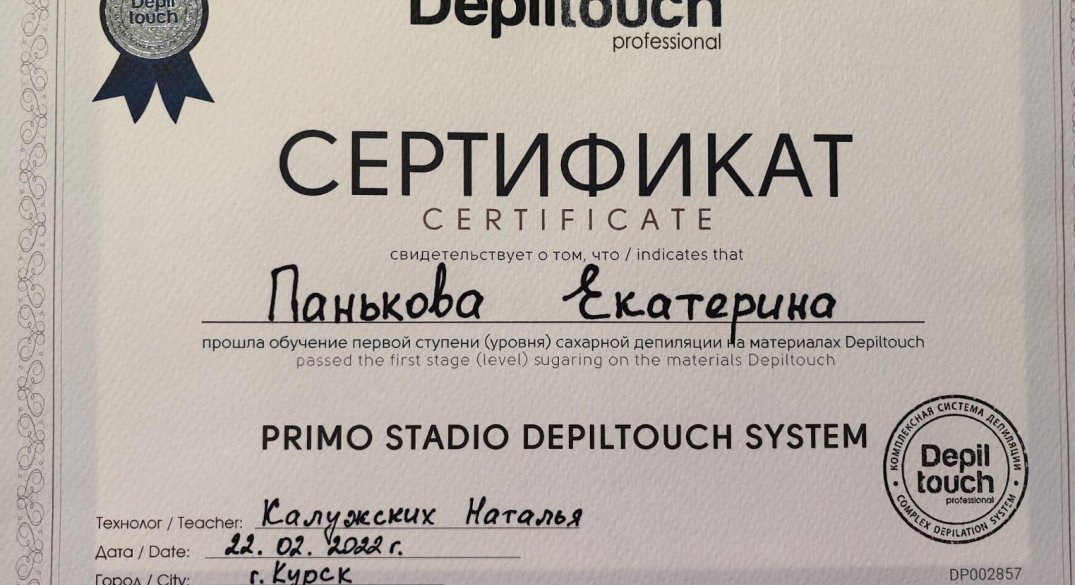 Depil
touch
Depiltouch
professional
СЕРТИФИКАТ
CERTIFICATE
свидетельствует о том, что / indicates that
Панькова Екатерина
прошла обучение первой ступени (уровня) сахарной депиляции на материалах Depiltouch
passed the first stage (level) sugaring on the materials Depiltouch
PRIMO STADIO DEPILTOUCH SYSTEM
КОМПЛЕКСНАЯ СИСТЕМА ДЕПИЛЯЦИИ
Depil
touch
professional
COMPLEX DEPILATION SYSTEM
Технолог / Teacher: Калужских Наталья
Дата / Date: 22. 02. 2022 г.
Город / City: г. Курск
DP002857